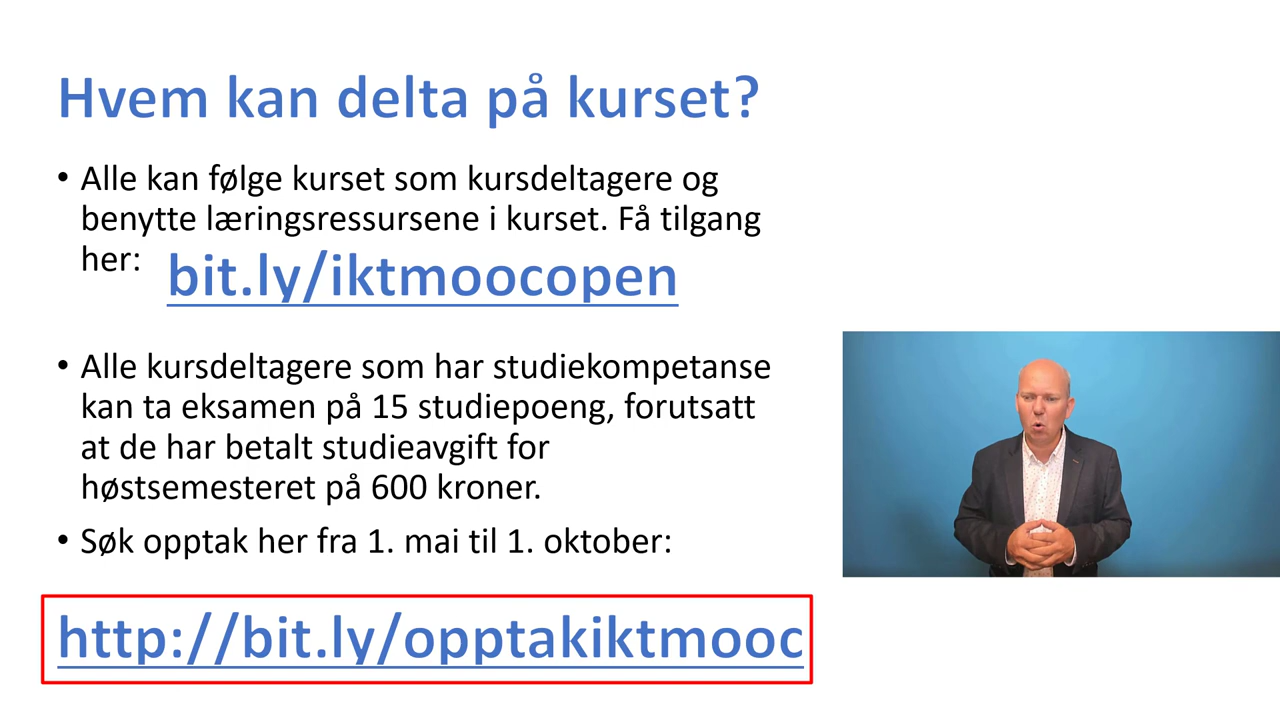 Hvem kan delta på kurset?
• Alle kan følge kurset som kursdeltagere og
benytte læringsressursene i kurset. Få tilgang
her: bit.ly/iktmoocopen
• Alle kursdeltagere som har studiekompetanse
kan ta eksamen på 15 studiepoeng, forutsatt
at de har betalt studieavgift for
høstsemesteret på 600 kroner.
• Søk opptak her fra 1. mai til 1. oktober:
http://bit.ly/opptakiktmooc